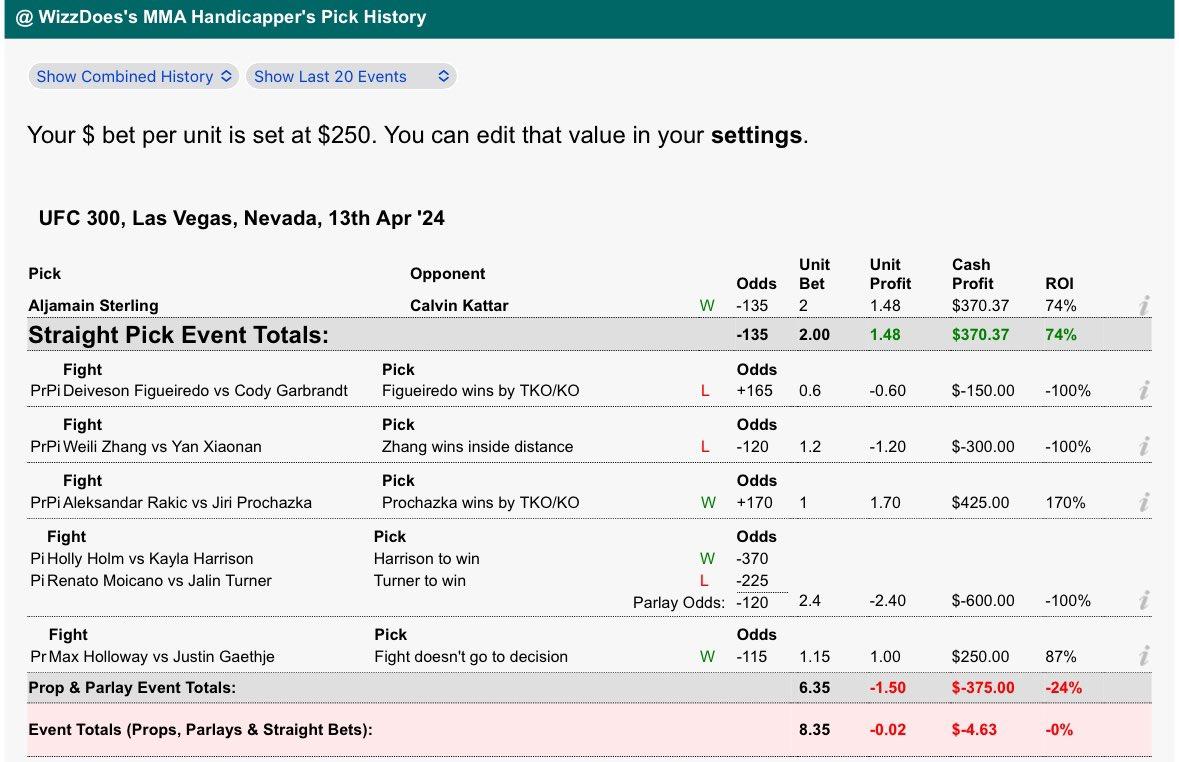 @ WizzDoes's MMA Handicapper's Pick History
Show Combined History Show Last 20 Events
Your $ bet per unit is set at $250. You can edit that value in your settings.
UFC 300, Las Vegas, Nevada, 13th Apr '24
Pick Opponent Odds Unit Bet Unit Profit Cash Profit ROI
Aljamain Sterling Calvin Kattar W -135 2 1.48 $370.37 74% i
Straight Pick Event Totals: -135 2.00 1.48 $370.37 74%
Fight Pick Odds
PrPi Deiveson Figueiredo vs Cody Garbrandt Figueiredo wins by TKO/KO L +165 0.6 -0.60 $-150.00 -100% i
Fight Pick Odds
PrPi Weili Zhang vs Yan Xiaonan Zhang wins inside distance L -120 1.2 -1.20 $-300.00 -100% i
Fight Pick Odds
PrPi Aleksandar Rakic vs Jiri Prochazka Prochazka wins by TKO/KO W +170 1 1.70 $425.00 170% i
Fight Pick Odds
Pi Holly Holm vs Kayla Harrison Harrison to win W -370
Pi Renato Moicano vs Jalin Turner Turner to win L -225
Parlay Odds: -120 2.4 -2.40 $-600.00 -100% i
Fight Pick Odds
Pr Max Holloway vs Justin Gaethje Fight doesn't go to decision W -115 1.15 1.00 $250.00 87% i
Prop & Parlay Event Totals: 6.35 -1.50 $-375.00 -24%
Event Totals (Props, Parlays & Straight Bets): 8.35 -0.02 $-4.63 -0%